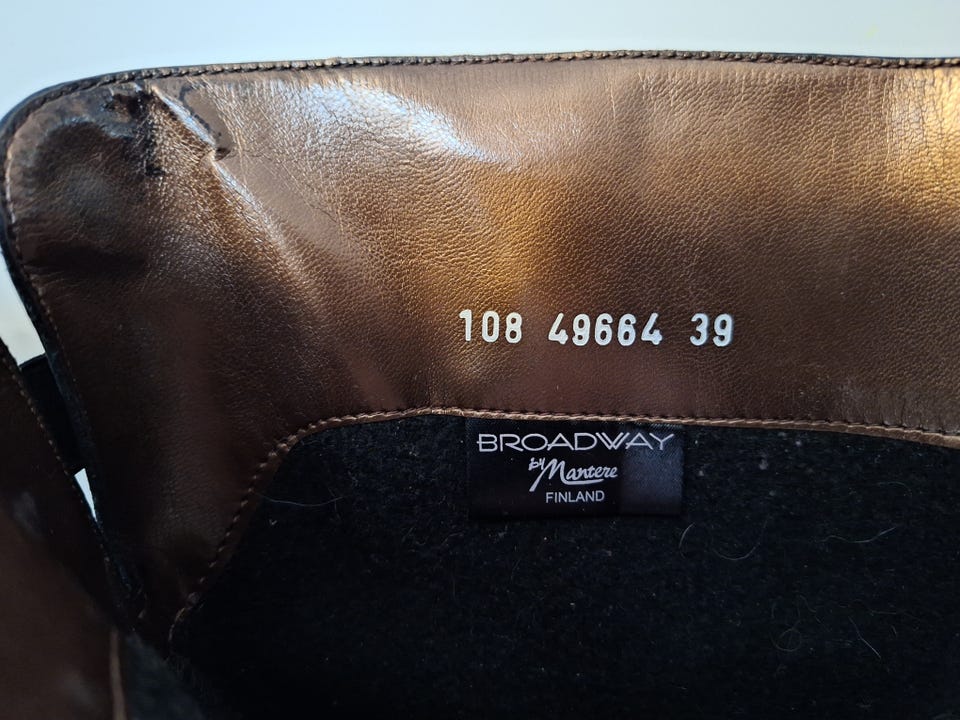 108 49664 39
BROADWAY
by Mantere
FINLAND